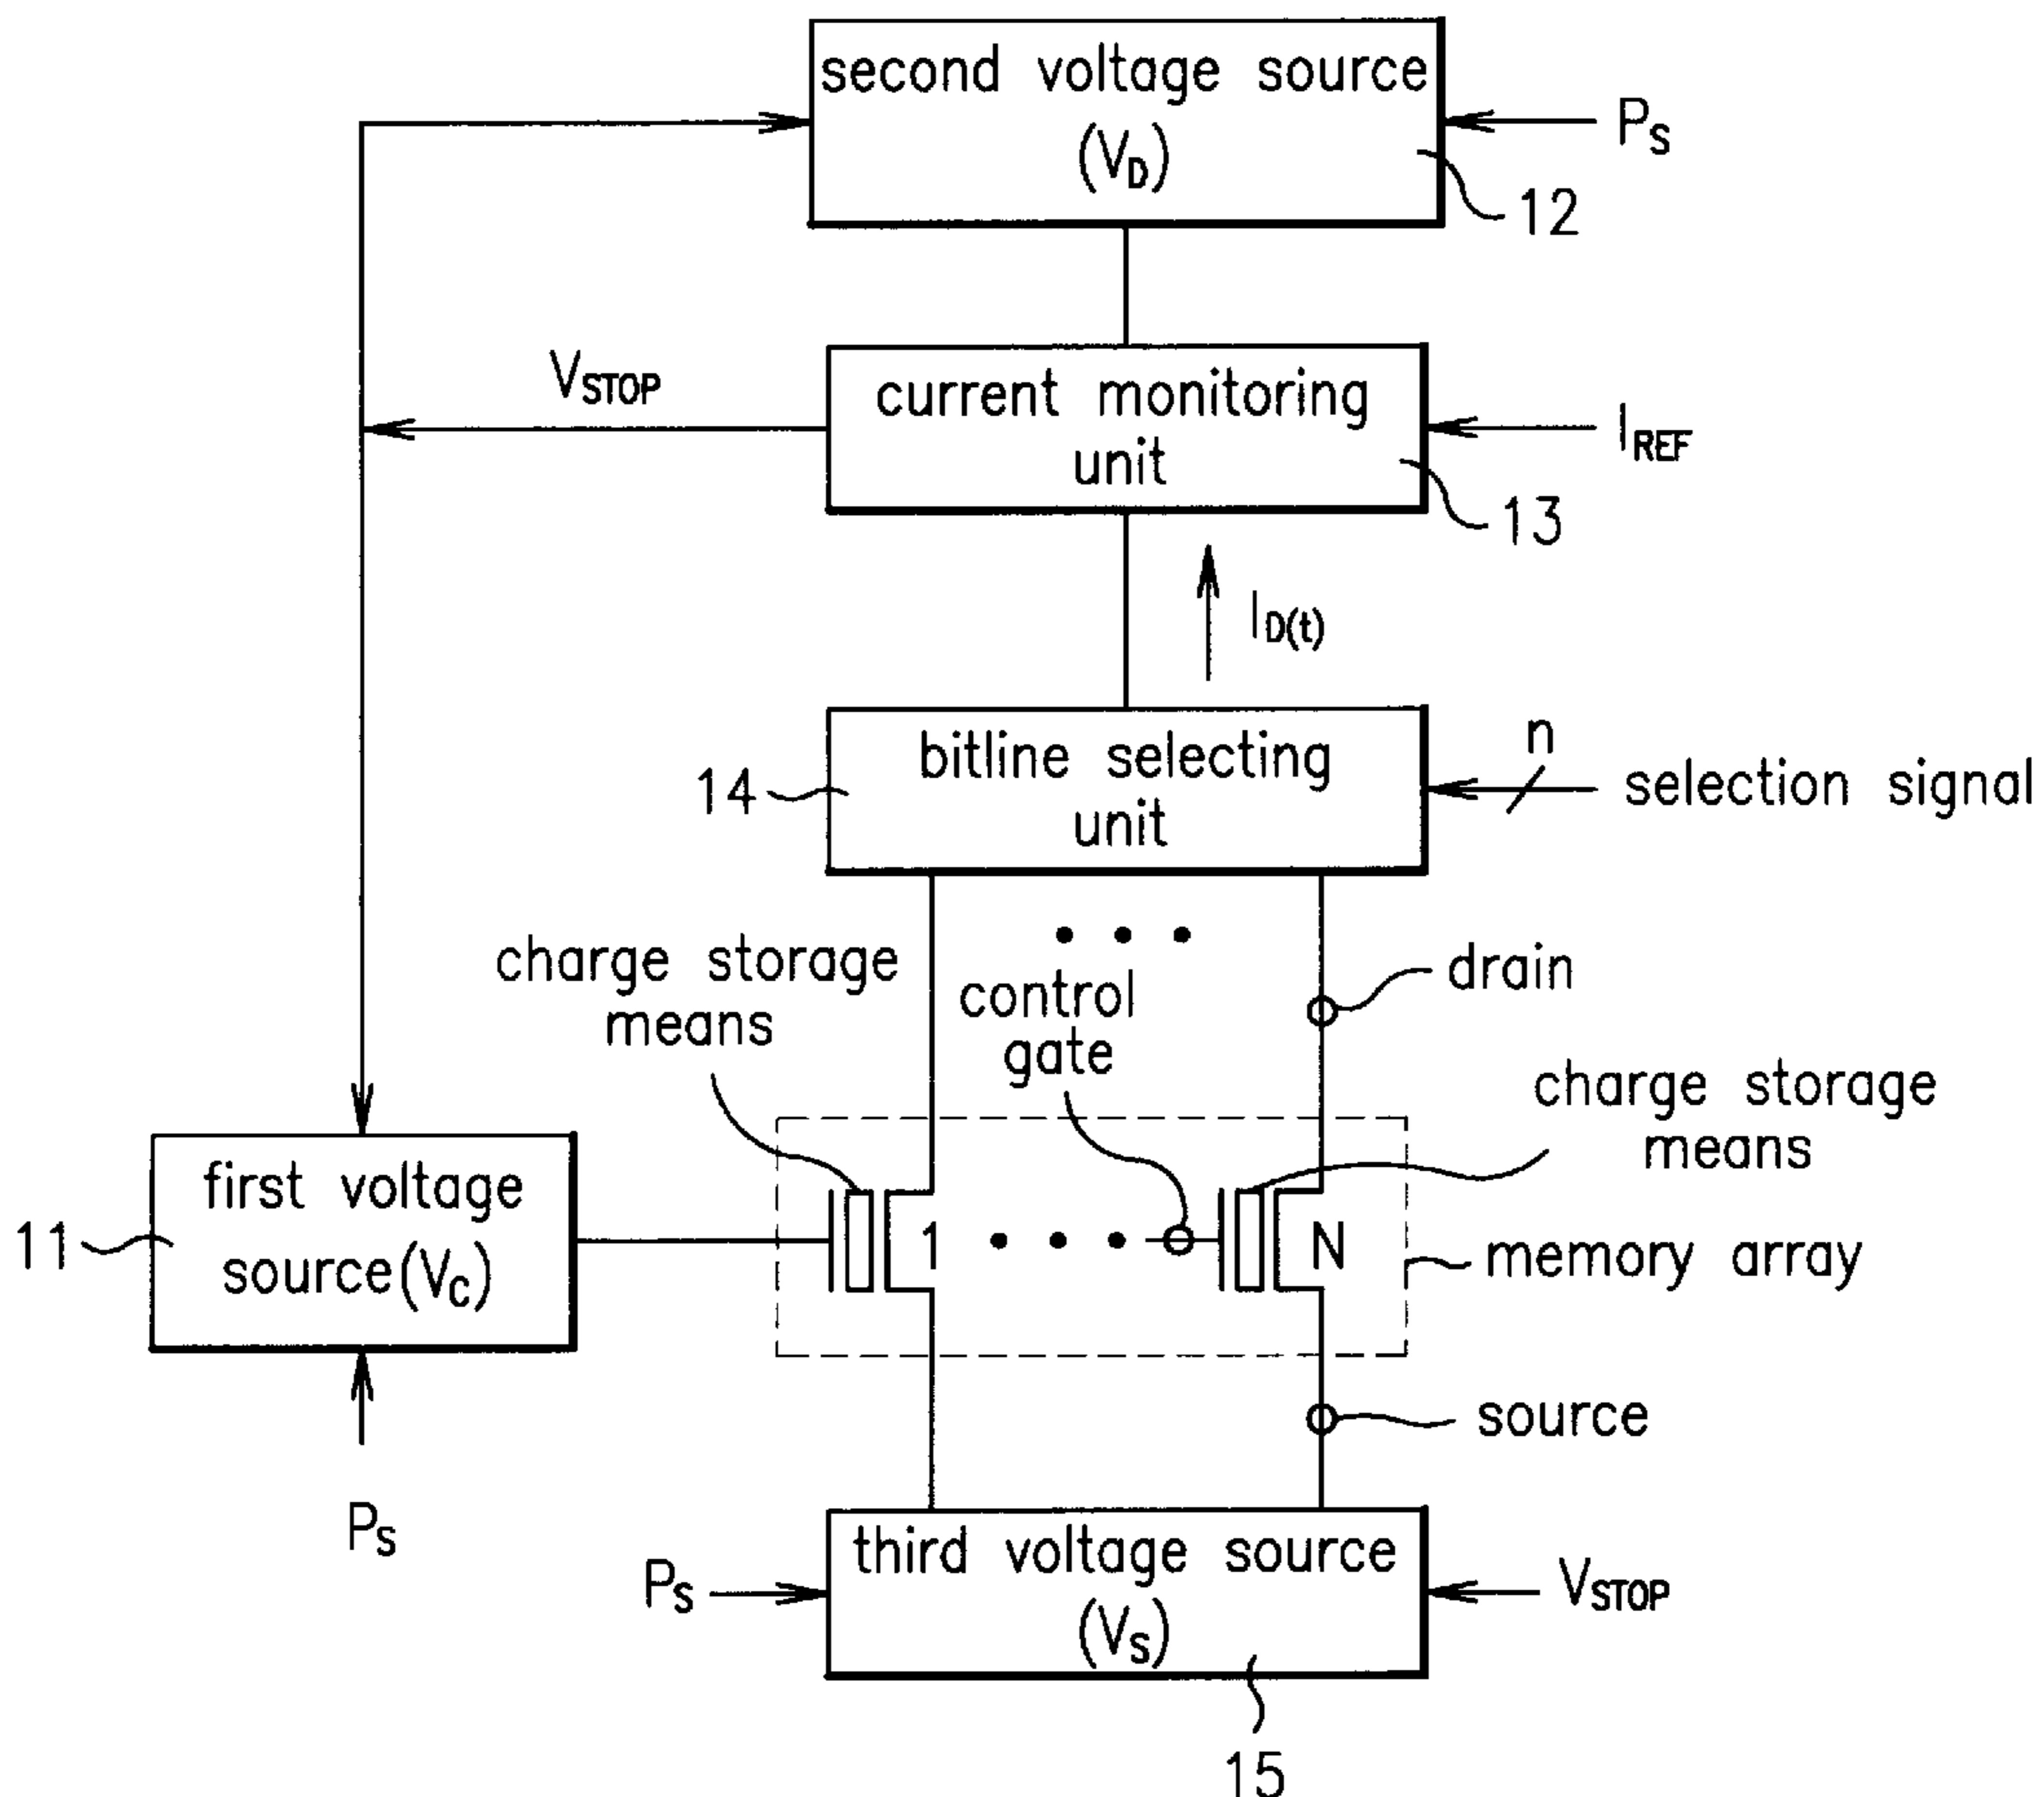 second voltage source
(VD)
PS
12
VSTOP
current monitoring
unit
IREF
13
ID(t)
bitline selecting
unit
n
selection signal
14
charge storage
means
control
gate
drain
charge storage
means
first voltage
source(VC)
11
1
N
memory array
source
PS
third voltage source
(VS)
PS
VSTOP
15